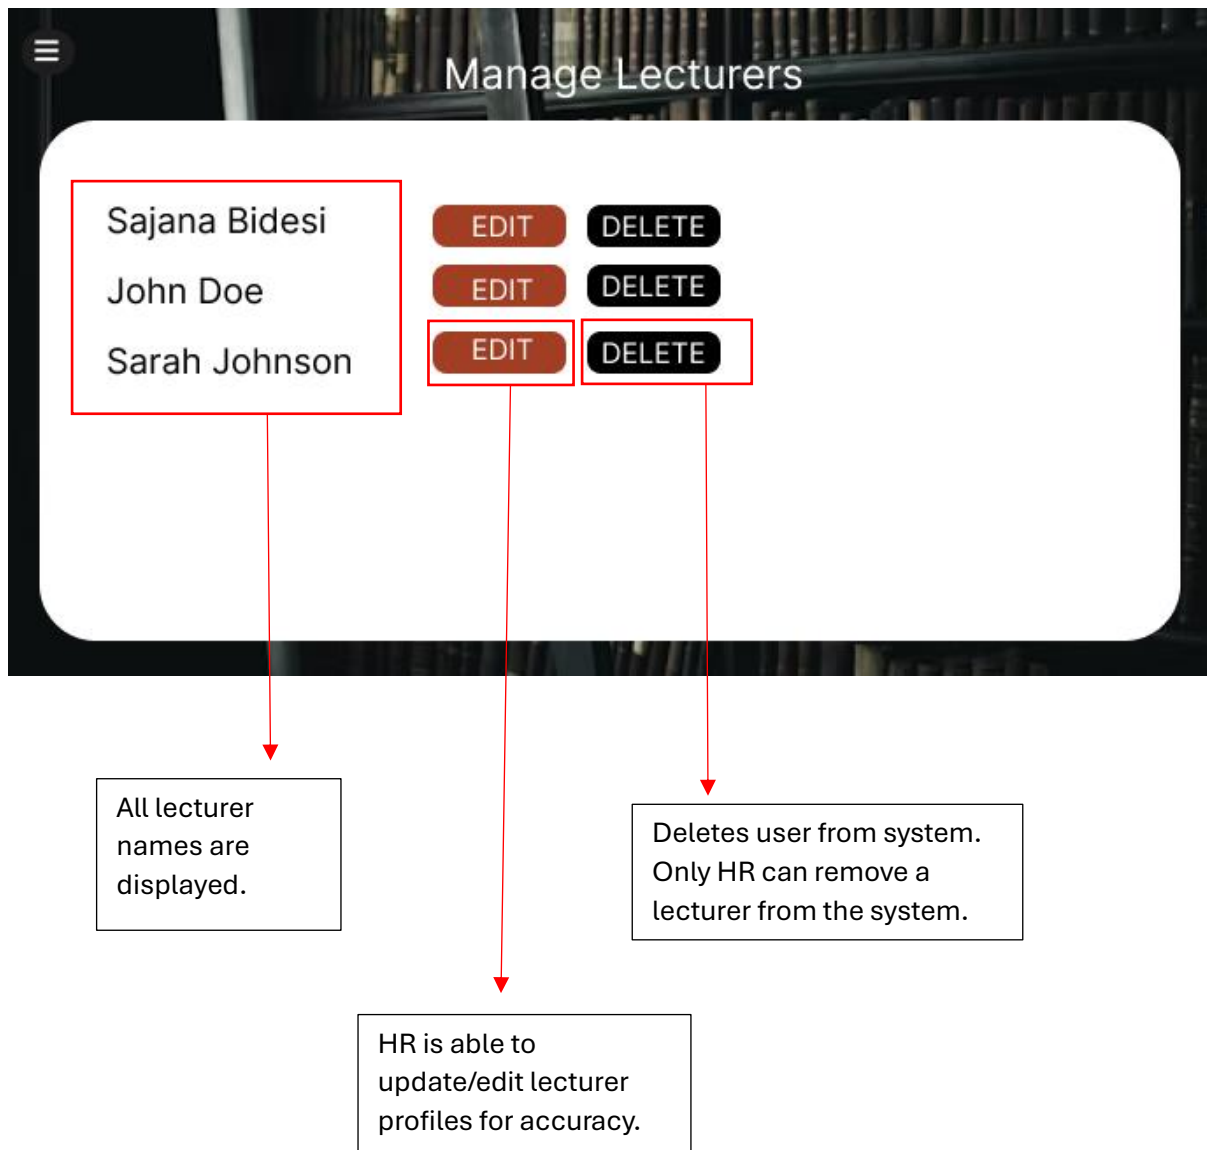 Manage Lecturers
Sajana Bidesi EDIT DELETE
John Doe EDIT DELETE
Sarah Johnson EDIT DELETE
All lecturer
names are
displayed.
Deletes user from system.
Only HR can remove a
lecturer from the system.
HR is able to
update/edit lecturer
profiles for accuracy.